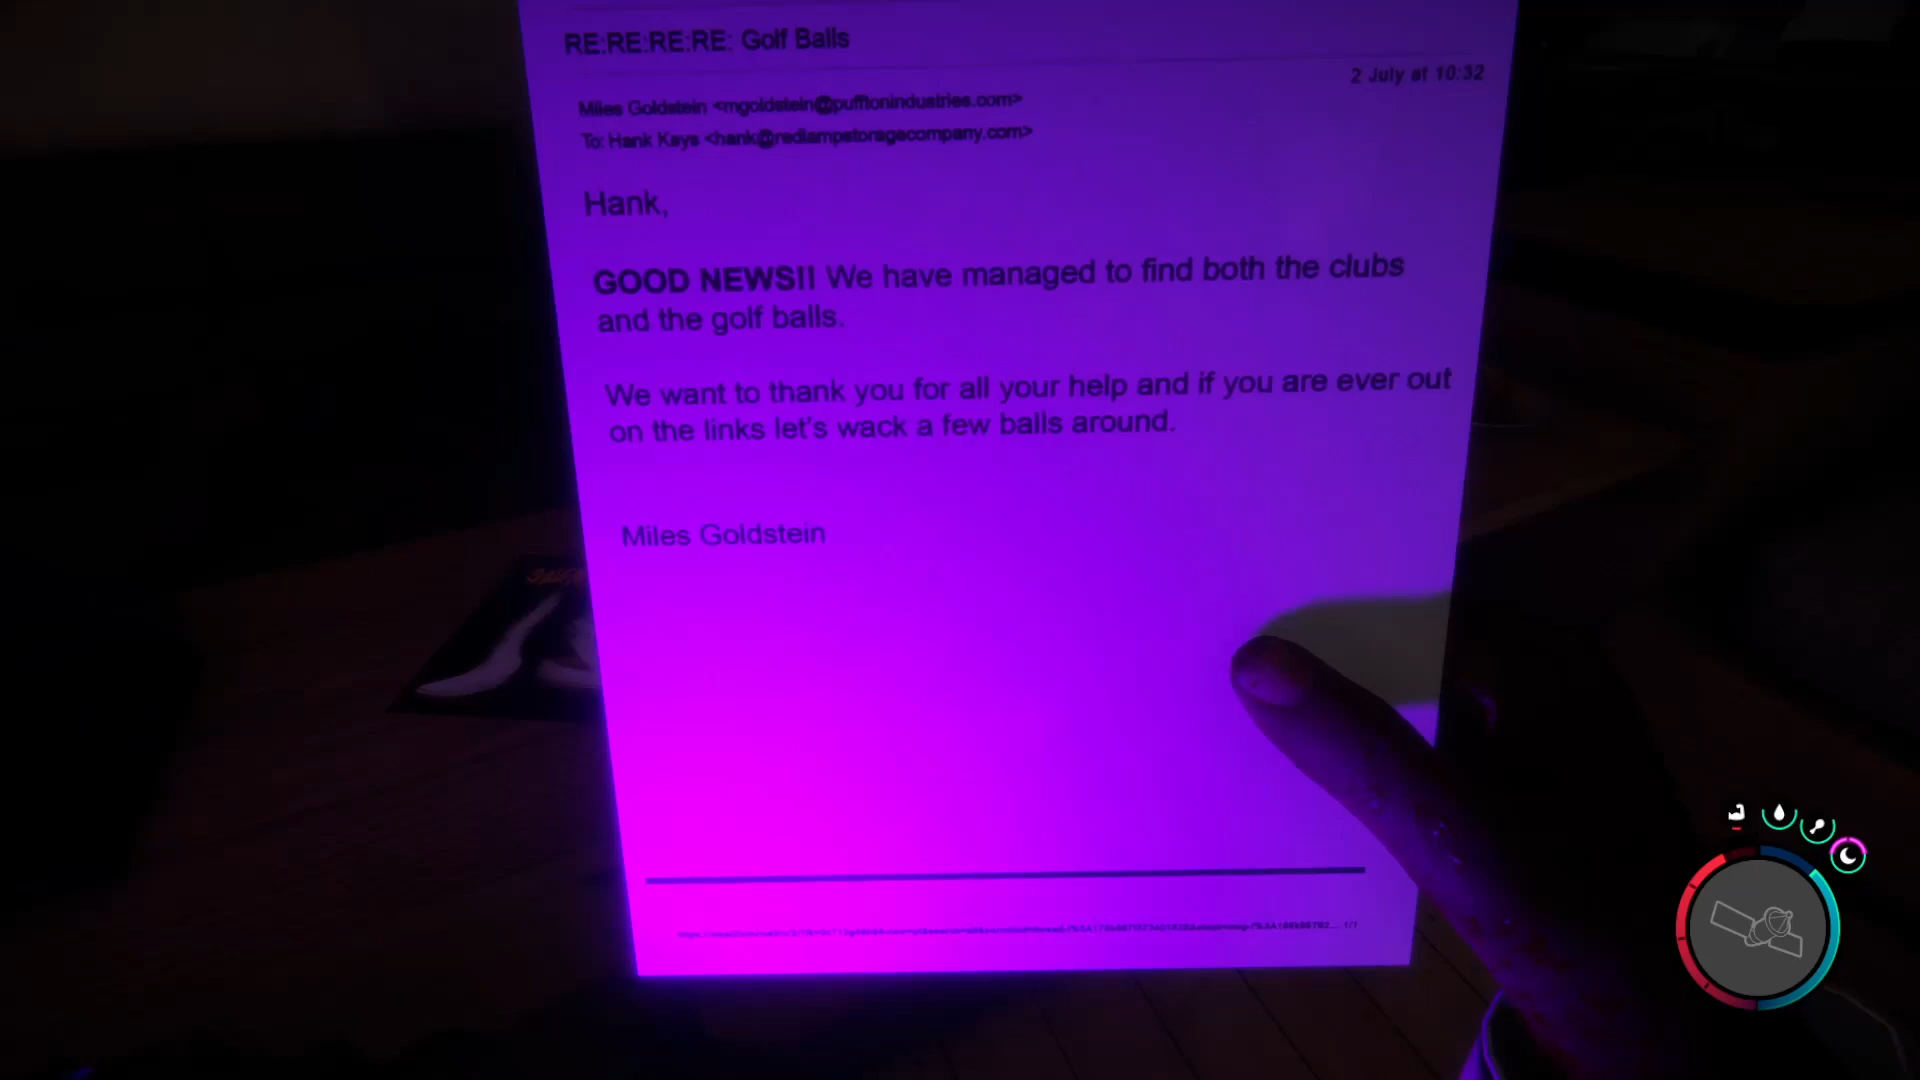 RE:RE:RE:RE: Golf Balls
2 July at 10:32
Miles Goldstein <mgoldstein@pufftonindustries.com>
To: Hank Keys <hank@redlampstoragecompany.com>
Hank,
GOOD NEWS!! We have managed to find both the clubs
and the golf balls.
We want to thank you for all your help and if you are ever out
on the links let's wack a few balls around.
Miles Goldstein
1/1